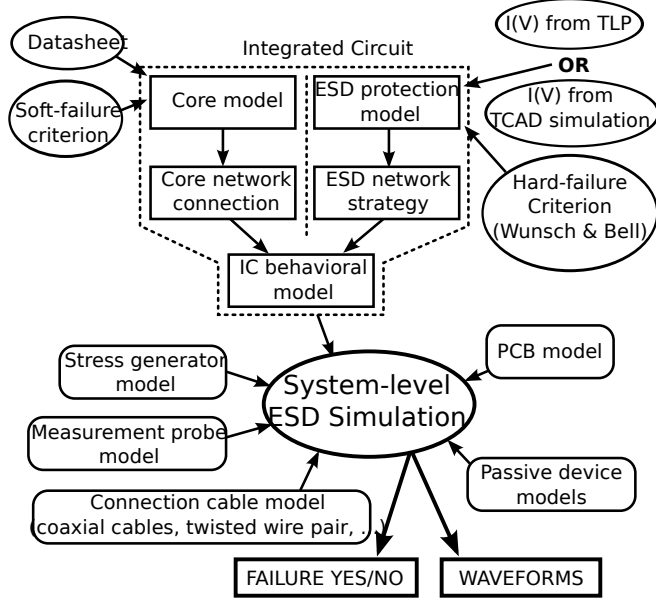 Datasheet
Soft-failure
criterion
Integrated Circuit
Core model
ESD protection
model
I(V) from TLP
OR
I(V) from
TCAD simulation
Hard-failure
Criterion
(Wunsch & Bell)
Core network
connection
ESD network
strategy
IC behavioral
model
Stress generator
model
Measurement probe
model
Connection cable model
(coaxial cables, twisted wire pair, ...)
System-level
ESD Simulation
PCB model
Passive device
models
FAILURE YES/NO
WAVEFORMS